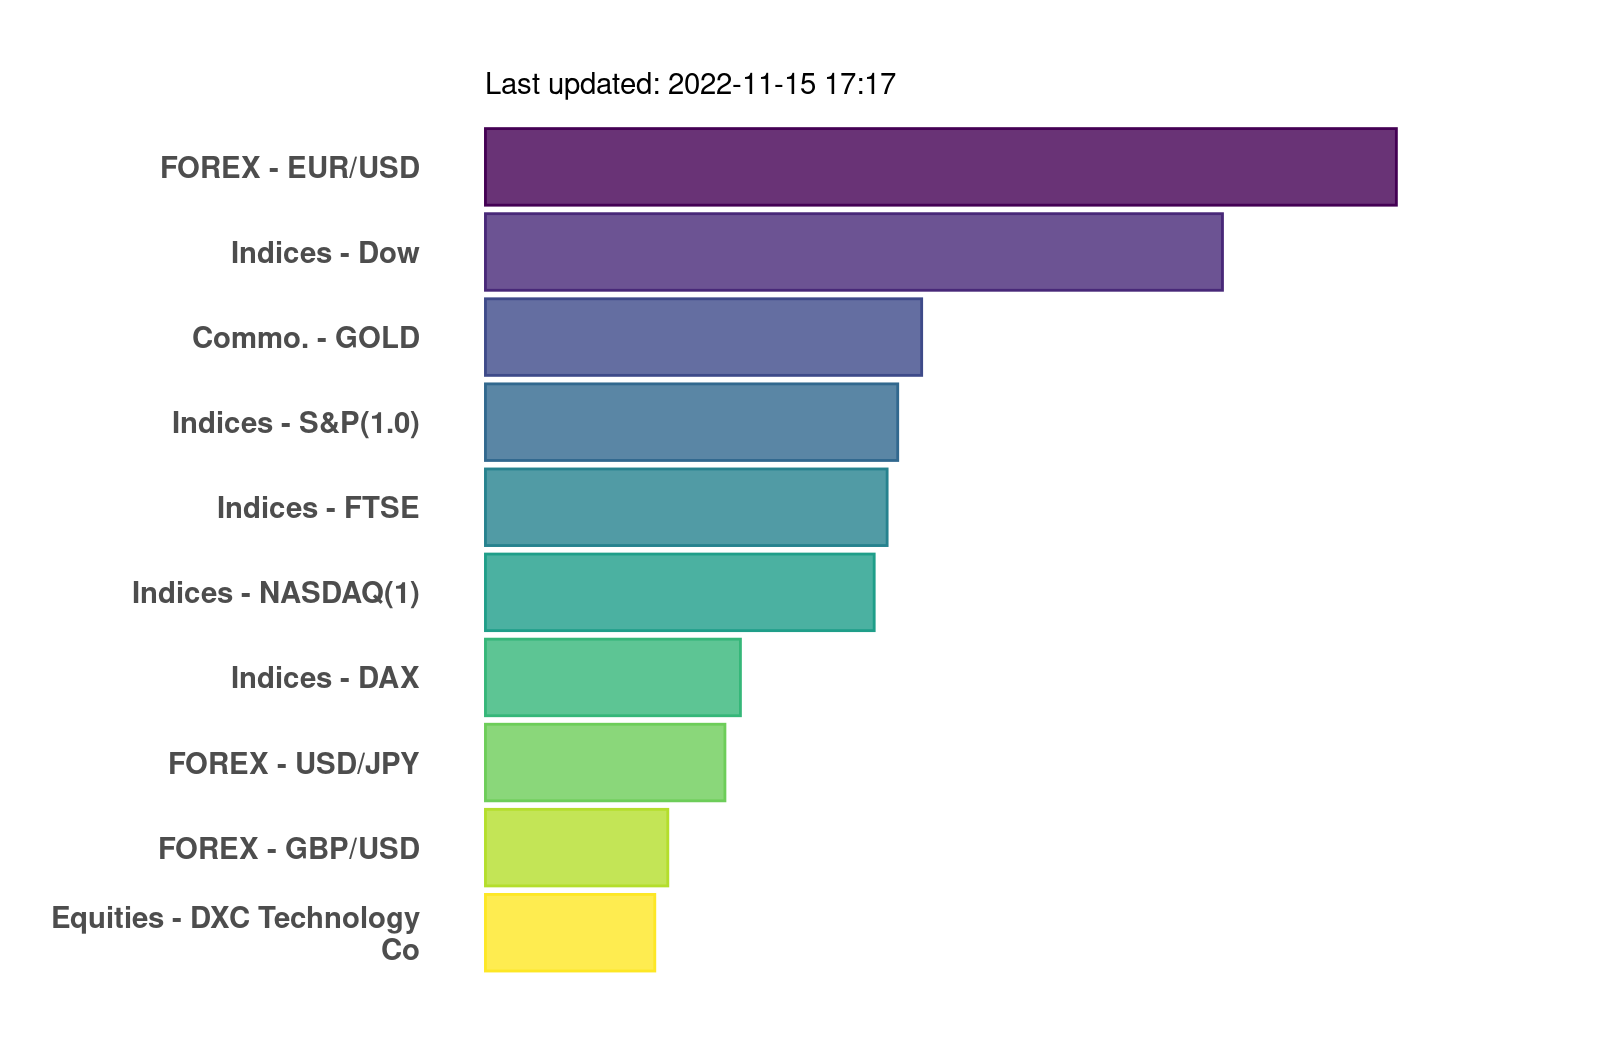 Last updated: 2022-11-15 17:17
FOREX - EUR/USD
Indices - Dow
Commo. - GOLD
Indices - S&P(1.0)
Indices - FTSE
Indices - NASDAQ(1)
Indices - DAX
FOREX - USD/JPY
FOREX - GBP/USD
Equities - DXC Technology
Co